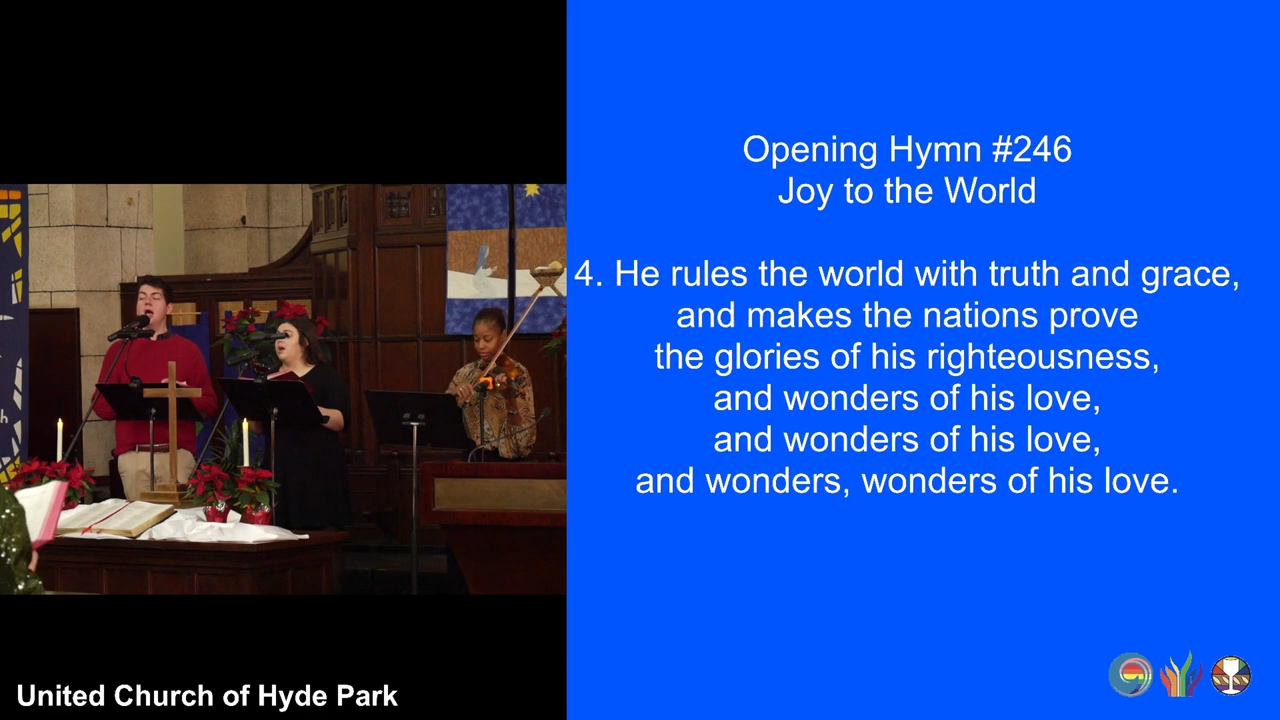 Opening Hymn #246
Joy to the World
4. He rules the world with truth and grace,
and makes the nations prove
the glories of his righteousness,
and wonders of his love,
and wonders of his love,
and wonders, wonders of his love.
United Church of Hyde Park